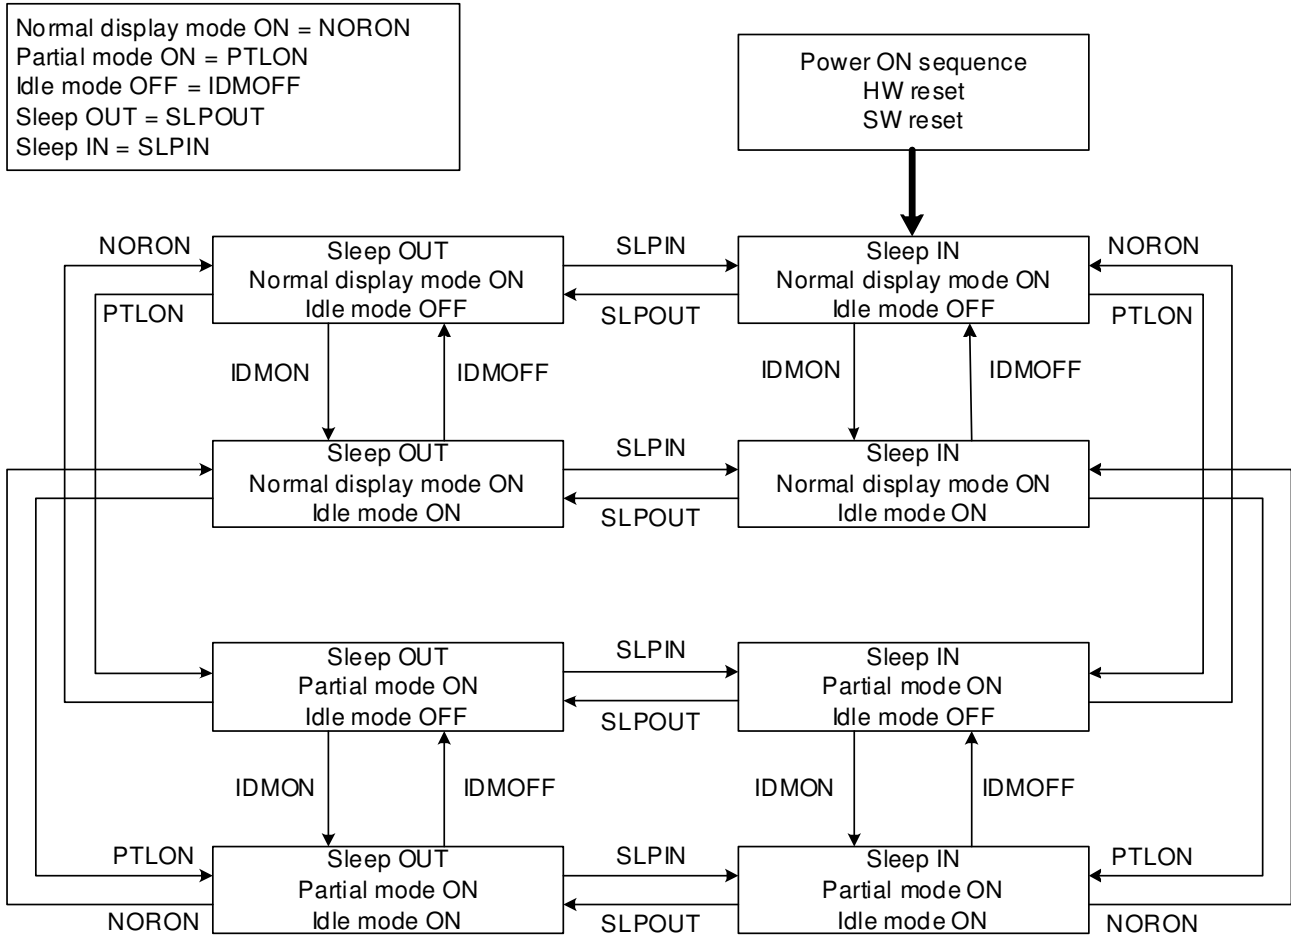 Normal display mode ON = NORON
Partial mode ON = PTLON
Idle mode OFF = IDMOFF
Sleep OUT = SLPOUT
Sleep IN = SLPIN
Power ON sequence
HW reset
SW reset
NORON
Sleep OUT
Normal display mode ON
Idle mode OFF
PTLON
SLPIN
SLPOUT
Sleep IN
Normal display mode ON
Idle mode OFF
NORON
PTLON
IDMON
IDMOFF
IDMON
IDMOFF
Sleep OUT
Normal display mode ON
Idle mode ON
SLPIN
SLPOUT
Sleep IN
Normal display mode ON
Idle mode ON
Sleep OUT
Partial mode ON
Idle mode OFF
SLPIN
SLPOUT
Sleep IN
Partial mode ON
Idle mode OFF
IDMON
IDMOFF
IDMON
IDMOFF
PTLON
NORON
Sleep OUT
Partial mode ON
Idle mode ON
SLPIN
SLPOUT
Sleep IN
Partial mode ON
Idle mode ON
PTLON
NORON